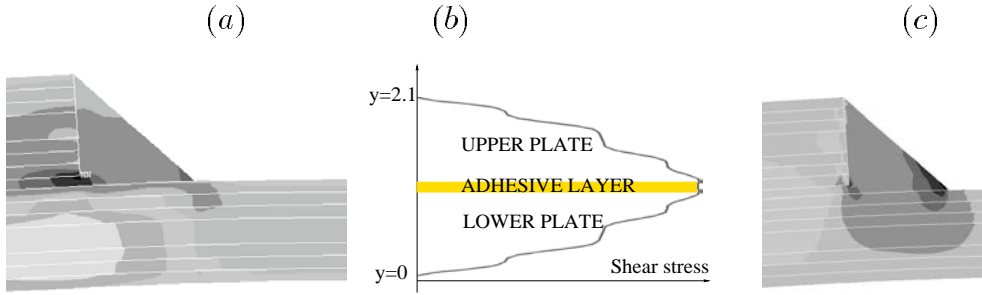 (a)
(b)
(c)
y=2.1
UPPER PLATE
ADHESIVE LAYER
LOWER PLATE
y=0
Shear stress